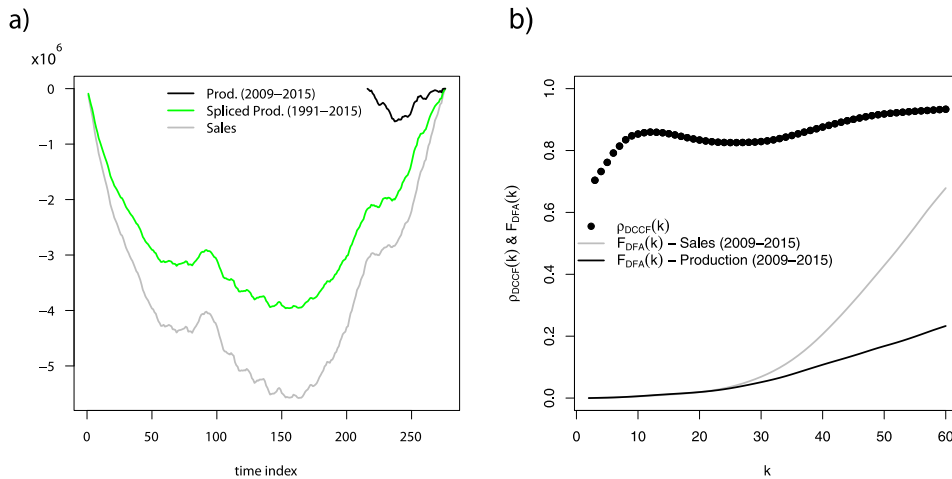 a)
x10⁶
0
−1
−2
−3
−4
−5
Prod. (2009−2015)
Spliced Prod. (1991−2015)
Sales
0 50 100 150 200 250
time index
b)
ρDCCF(k) & FDFA(k)
1.0
0.8
0.6
0.4
0.2
0.0
ρDCCF(k)
FDFA(k) − Sales (2009−2015)
FDFA(k) − Production (2009−2015)
0 10 20 30 40 50 60
k